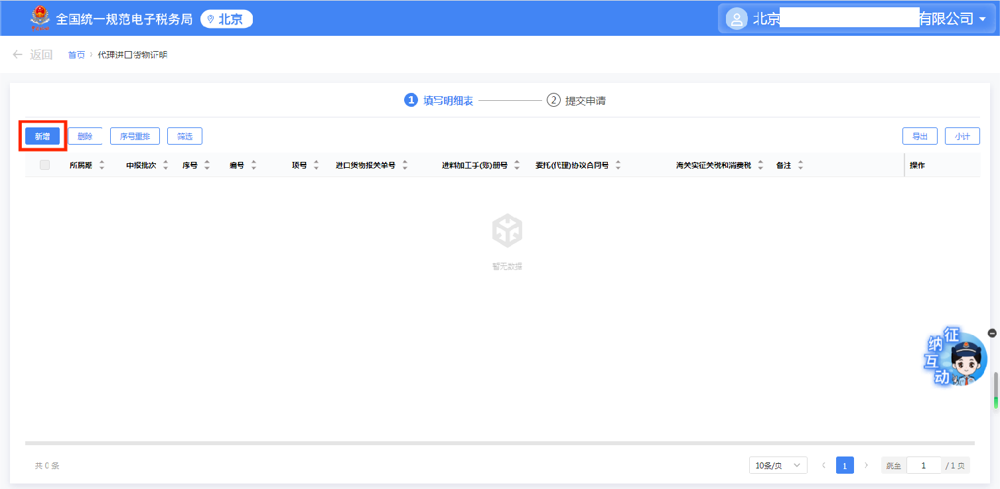 全国统一规范电子税务局 北京 北京 有限公司
返回 首页 > 代理进口货物证明
1 填写明细表 2 提交申请
新增 删除 序号重排 筛选 导出 小计
所属期 申报批次 序号 编号 项号 进口货物报关单号 进料加工手(账)册号 委托(代理)协议合同号 海关实征关税和消费税 备注 操作
暂无数据
征纳互动
共 0 条 10条/页 < 1 > 跳至 1 / 1 页